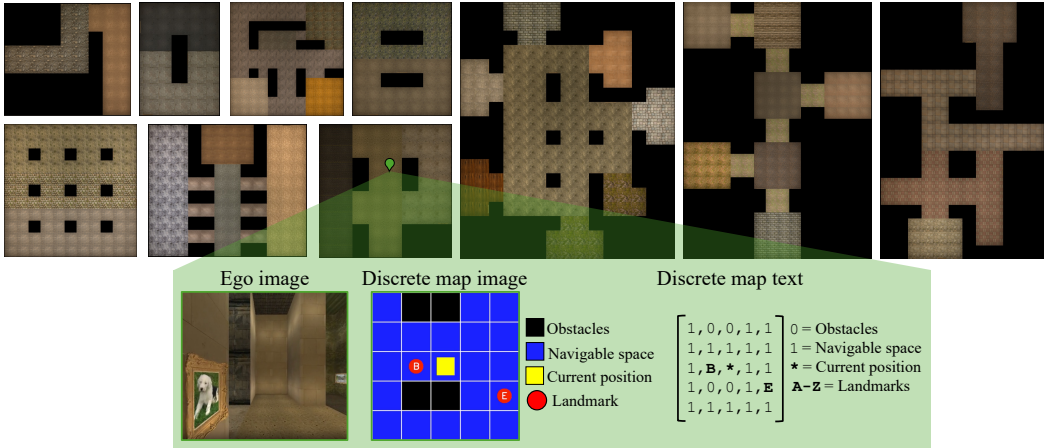 Ego image
Discrete map image
Discrete map text
B
E
Obstacles
Navigable space
Current position
Landmark
1,0,0,1,1
1,1,1,1,1
1,B,*,1,1
1,0,0,1,E
1,1,1,1,1
0 = Obstacles
1 = Navigable space
* = Current position
A-Z = Landmarks